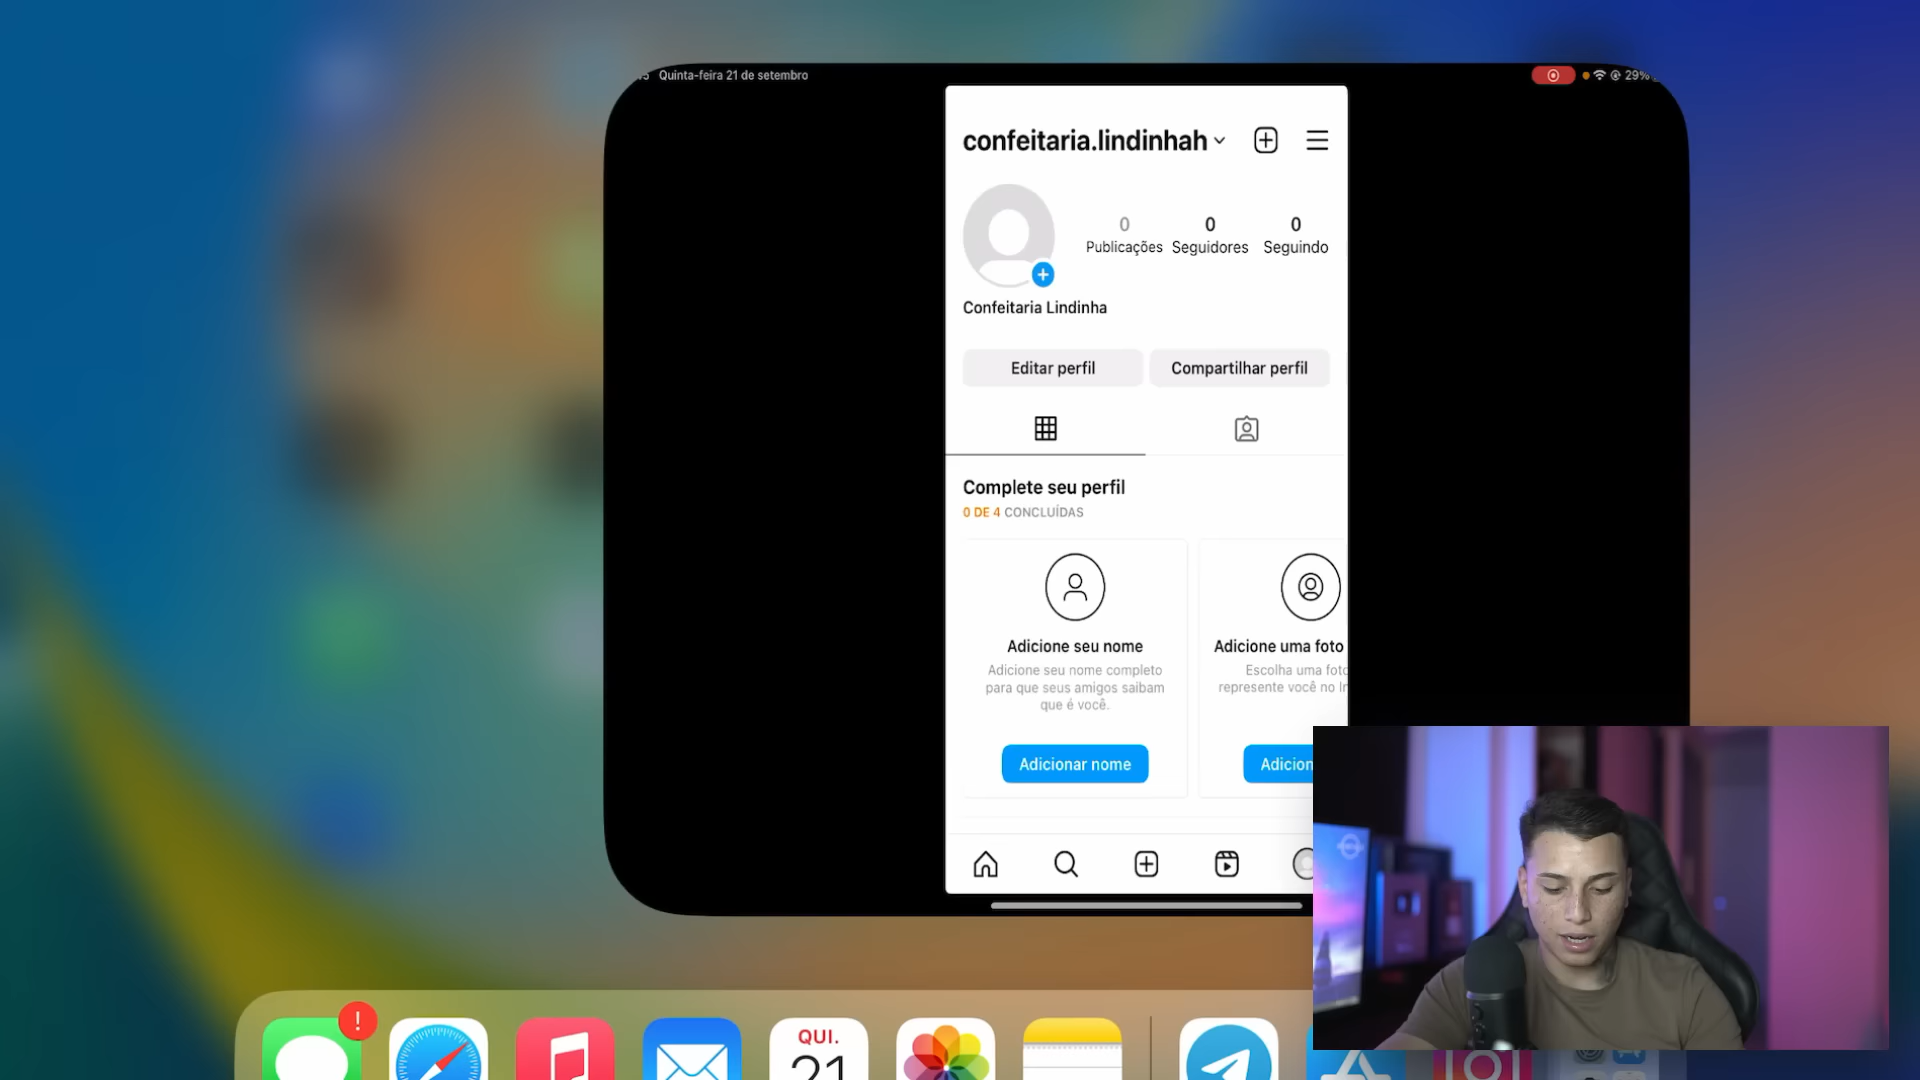 Quinta-feira 21 de setembro
29%
confeitaria.lindinhah
0
0
0
Publicações
Seguidores
Seguindo
Confeitaria Lindinha
Editar perfil
Compartilhar perfil
Complete seu perfil
0 DE 4 CONCLUÍDAS
Adicione seu nome
Adicione seu nome completo
para que seus amigos saibam
que é você.
Adicionar nome
Adicione uma foto
Escolha uma foto
represente você no
Adicion
!
QUI.
21